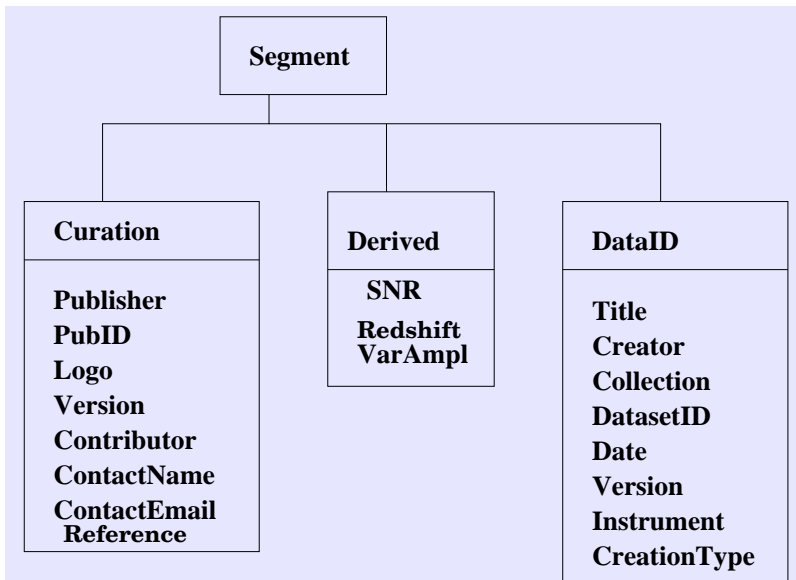 Segment
Curation
Publisher
PubID
Logo
Version
Contributor
ContactName
ContactEmail
Reference
Derived
SNR
Redshift
VarAmpl
DataID
Title
Creator
Collection
DatasetID
Date
Version
Instrument
CreationType